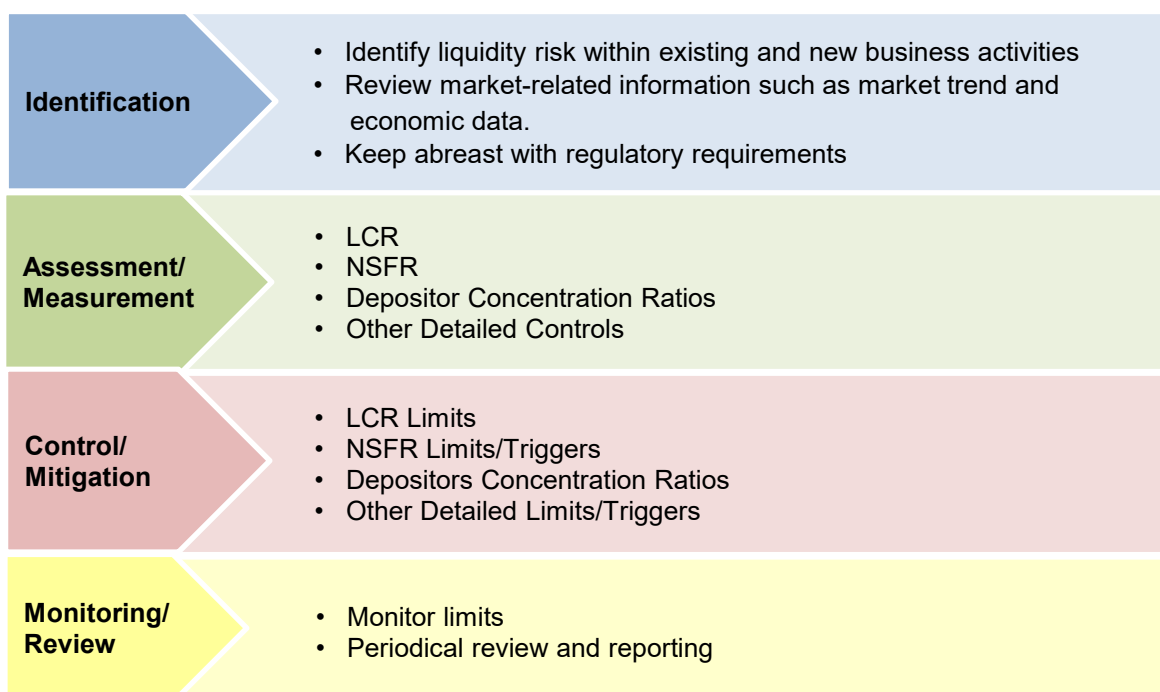 Identification
• Identify liquidity risk within existing and new business activities
• Review market-related information such as market trend and
economic data.
• Keep abreast with regulatory requirements
Assessment/
Measurement
• LCR
• NSFR
• Depositor Concentration Ratios
• Other Detailed Controls
Control/
Mitigation
• LCR Limits
• NSFR Limits/Triggers
• Depositors Concentration Ratios
• Other Detailed Limits/Triggers
Monitoring/
Review
• Monitor limits
• Periodical review and reporting